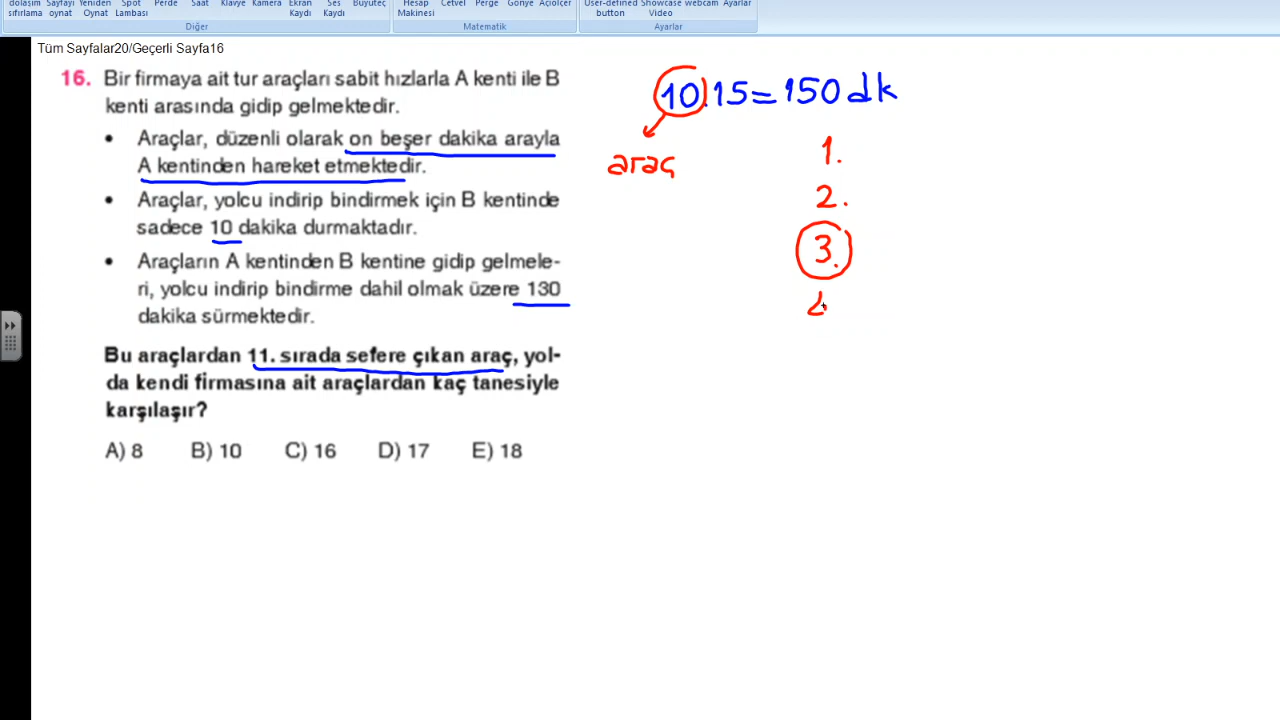 dolaşım Sayfayı Yeniden Spot Perde Saat Klavye Kamera Ekran Ses Büyüteç Hesap Cetvel Perge Gönye Açıölçer User-defined Showcase webcam Ayarlar
sıfırlama oynat Oynat Lambası Kaydı Kaydı Makinesi button Video
Diğer Matematik Ayarlar
Tüm Sayfalar20/Geçerli Sayfa16
16. Bir firmaya ait tur araçları sabit hızlarla A kenti ile B
kenti arasında gidip gelmektedir.
• Araçlar, düzenli olarak on beşer dakika arayla
A kentinden hareket etmektedir.
• Araçlar, yolcu indirip bindirmek için B kentinde
sadece 10 dakika durmaktadır.
• Araçların A kentinden B kentine gidip gelmele-
ri, yolcu indirip bindirme dahil olmak üzere 130
dakika sürmektedir.
Bu araçlardan 11. sırada sefere çıkan araç, yol-
da kendi firmasına ait araçlardan kaç tanesiyle
karşılaşır?
A) 8 B) 10 C) 16 D) 17 E) 18
10.15=150 dk
araç
1.
2.
3.